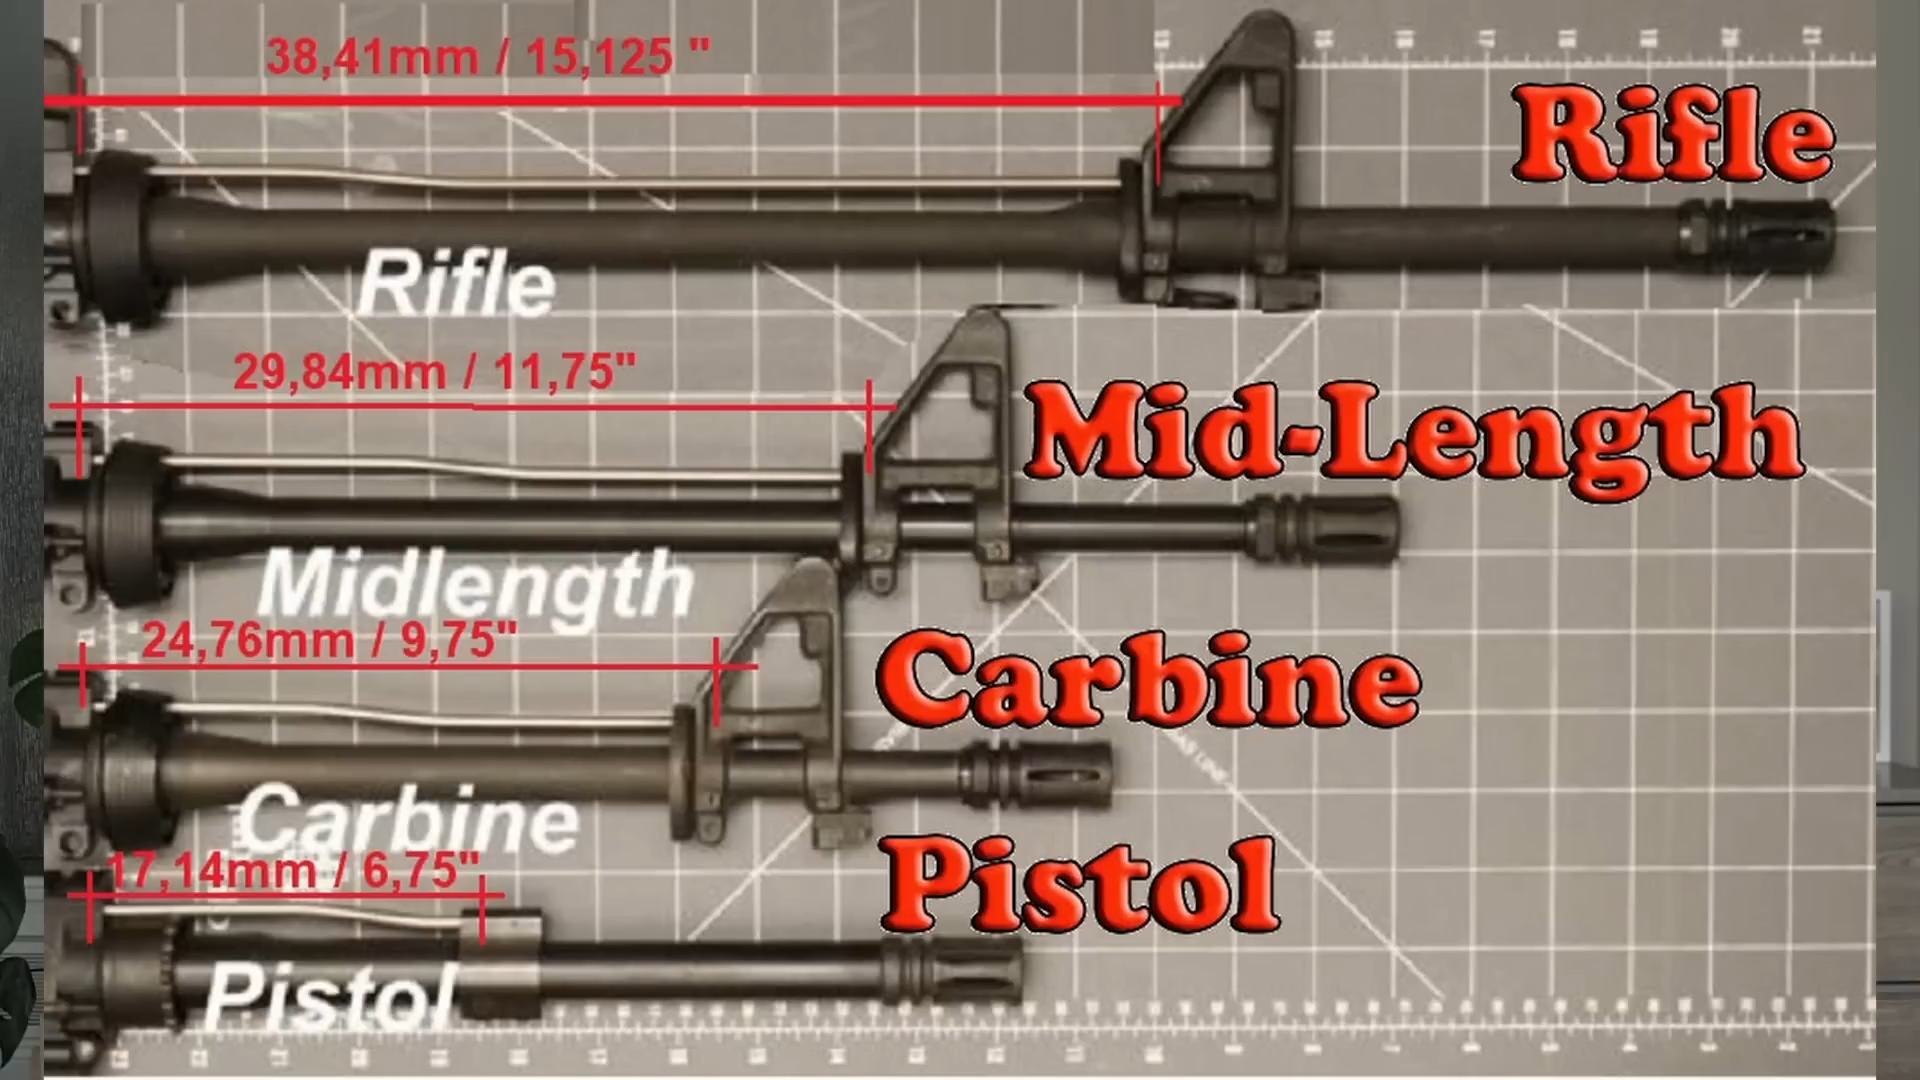 38,41mm / 15,125 "
Rifle
Rifle
29,84mm / 11,75"
Mid-Length
Midlength
24,76mm / 9,75"
Carbine
Carbine
17,14mm / 6,75"
Pistol
Pistol